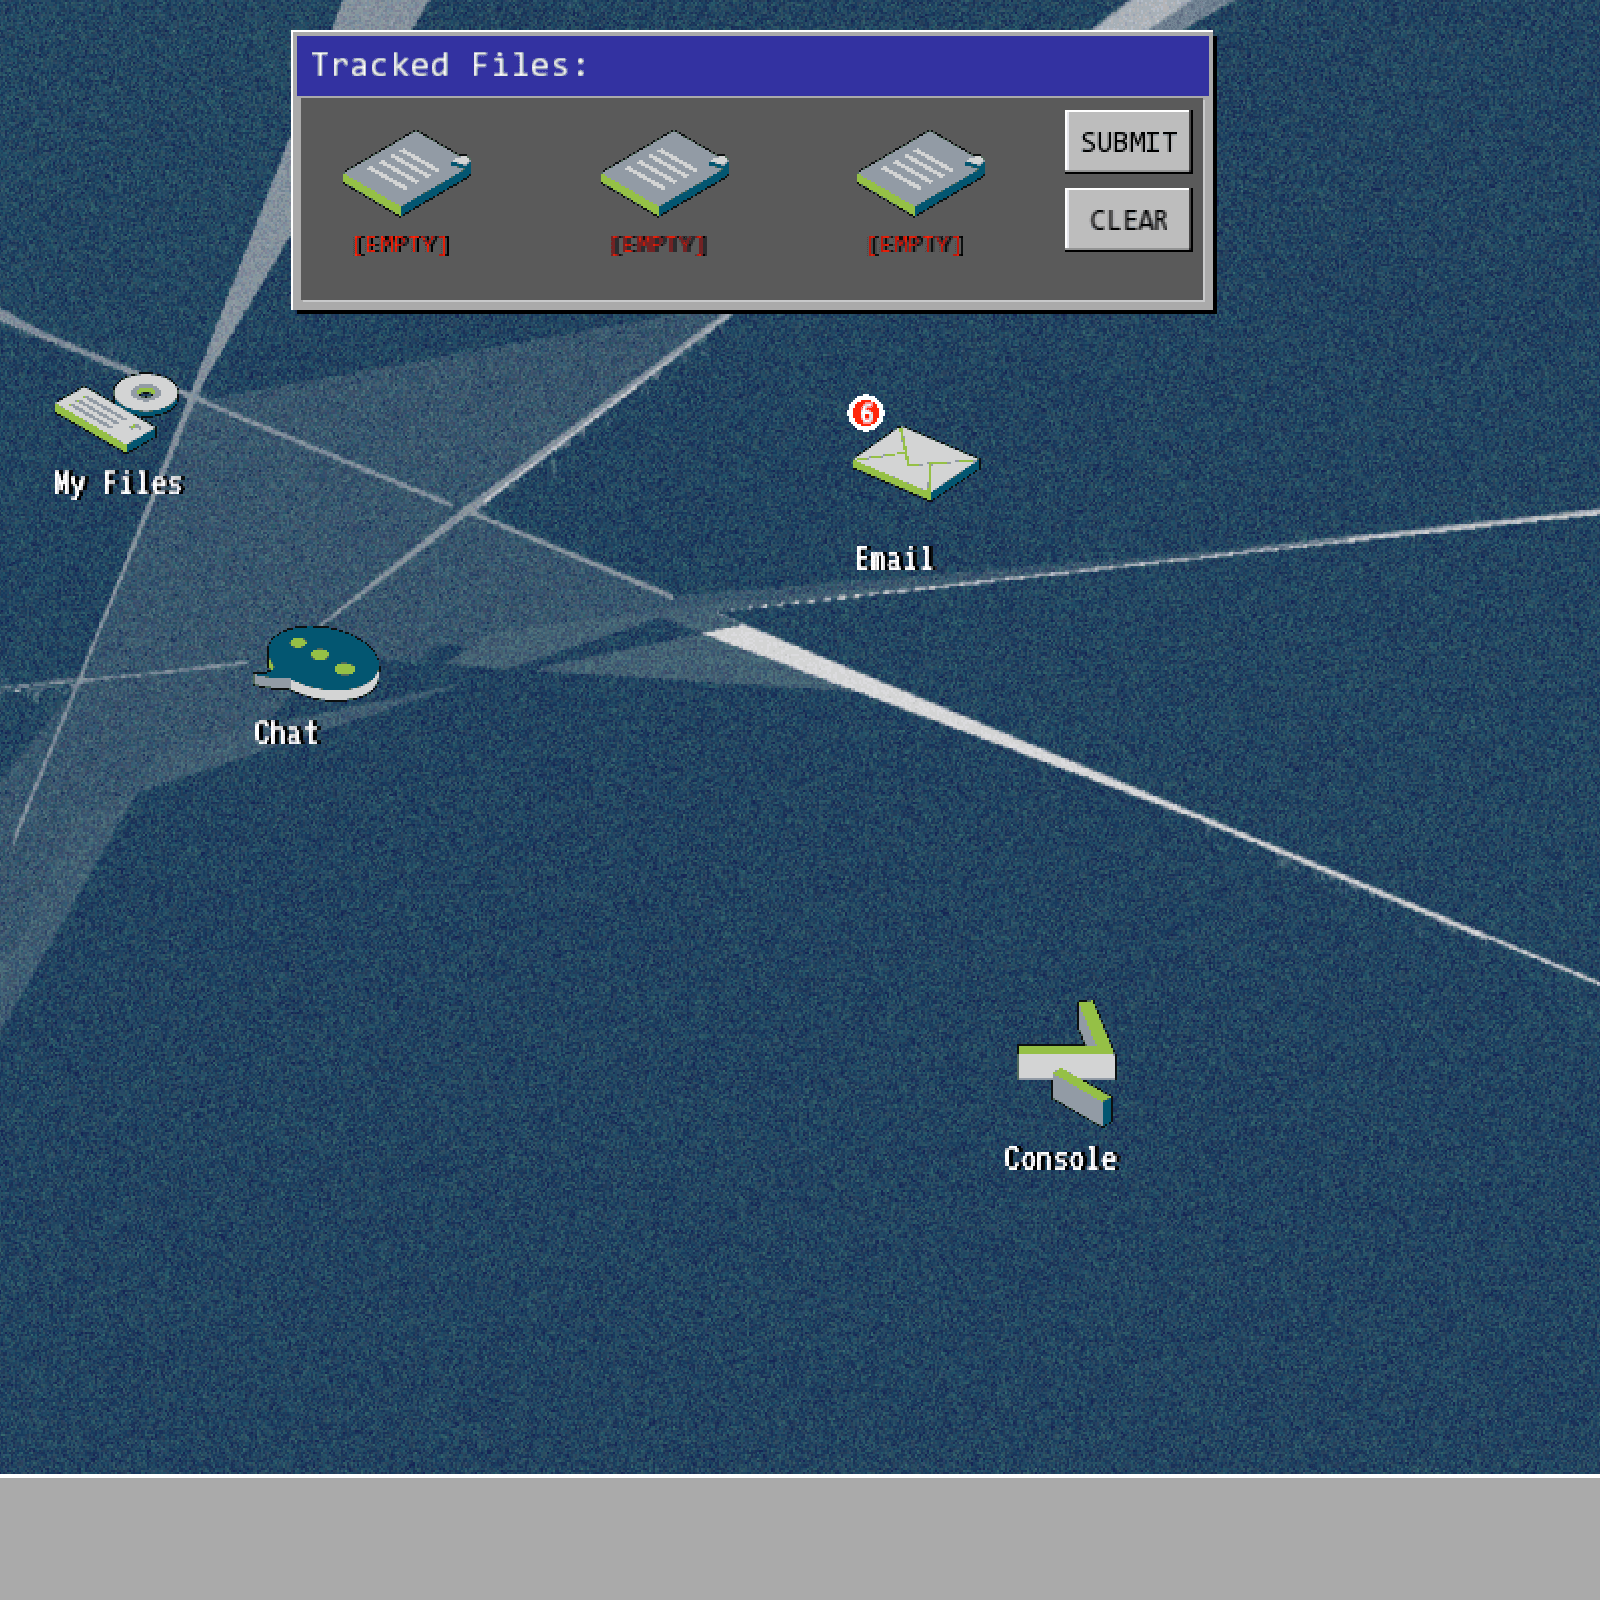 Tracked Files:
[EMPTY] [EMPTY] [EMPTY]
SUBMIT
CLEAR
My Files
6
Email
Chat
Console